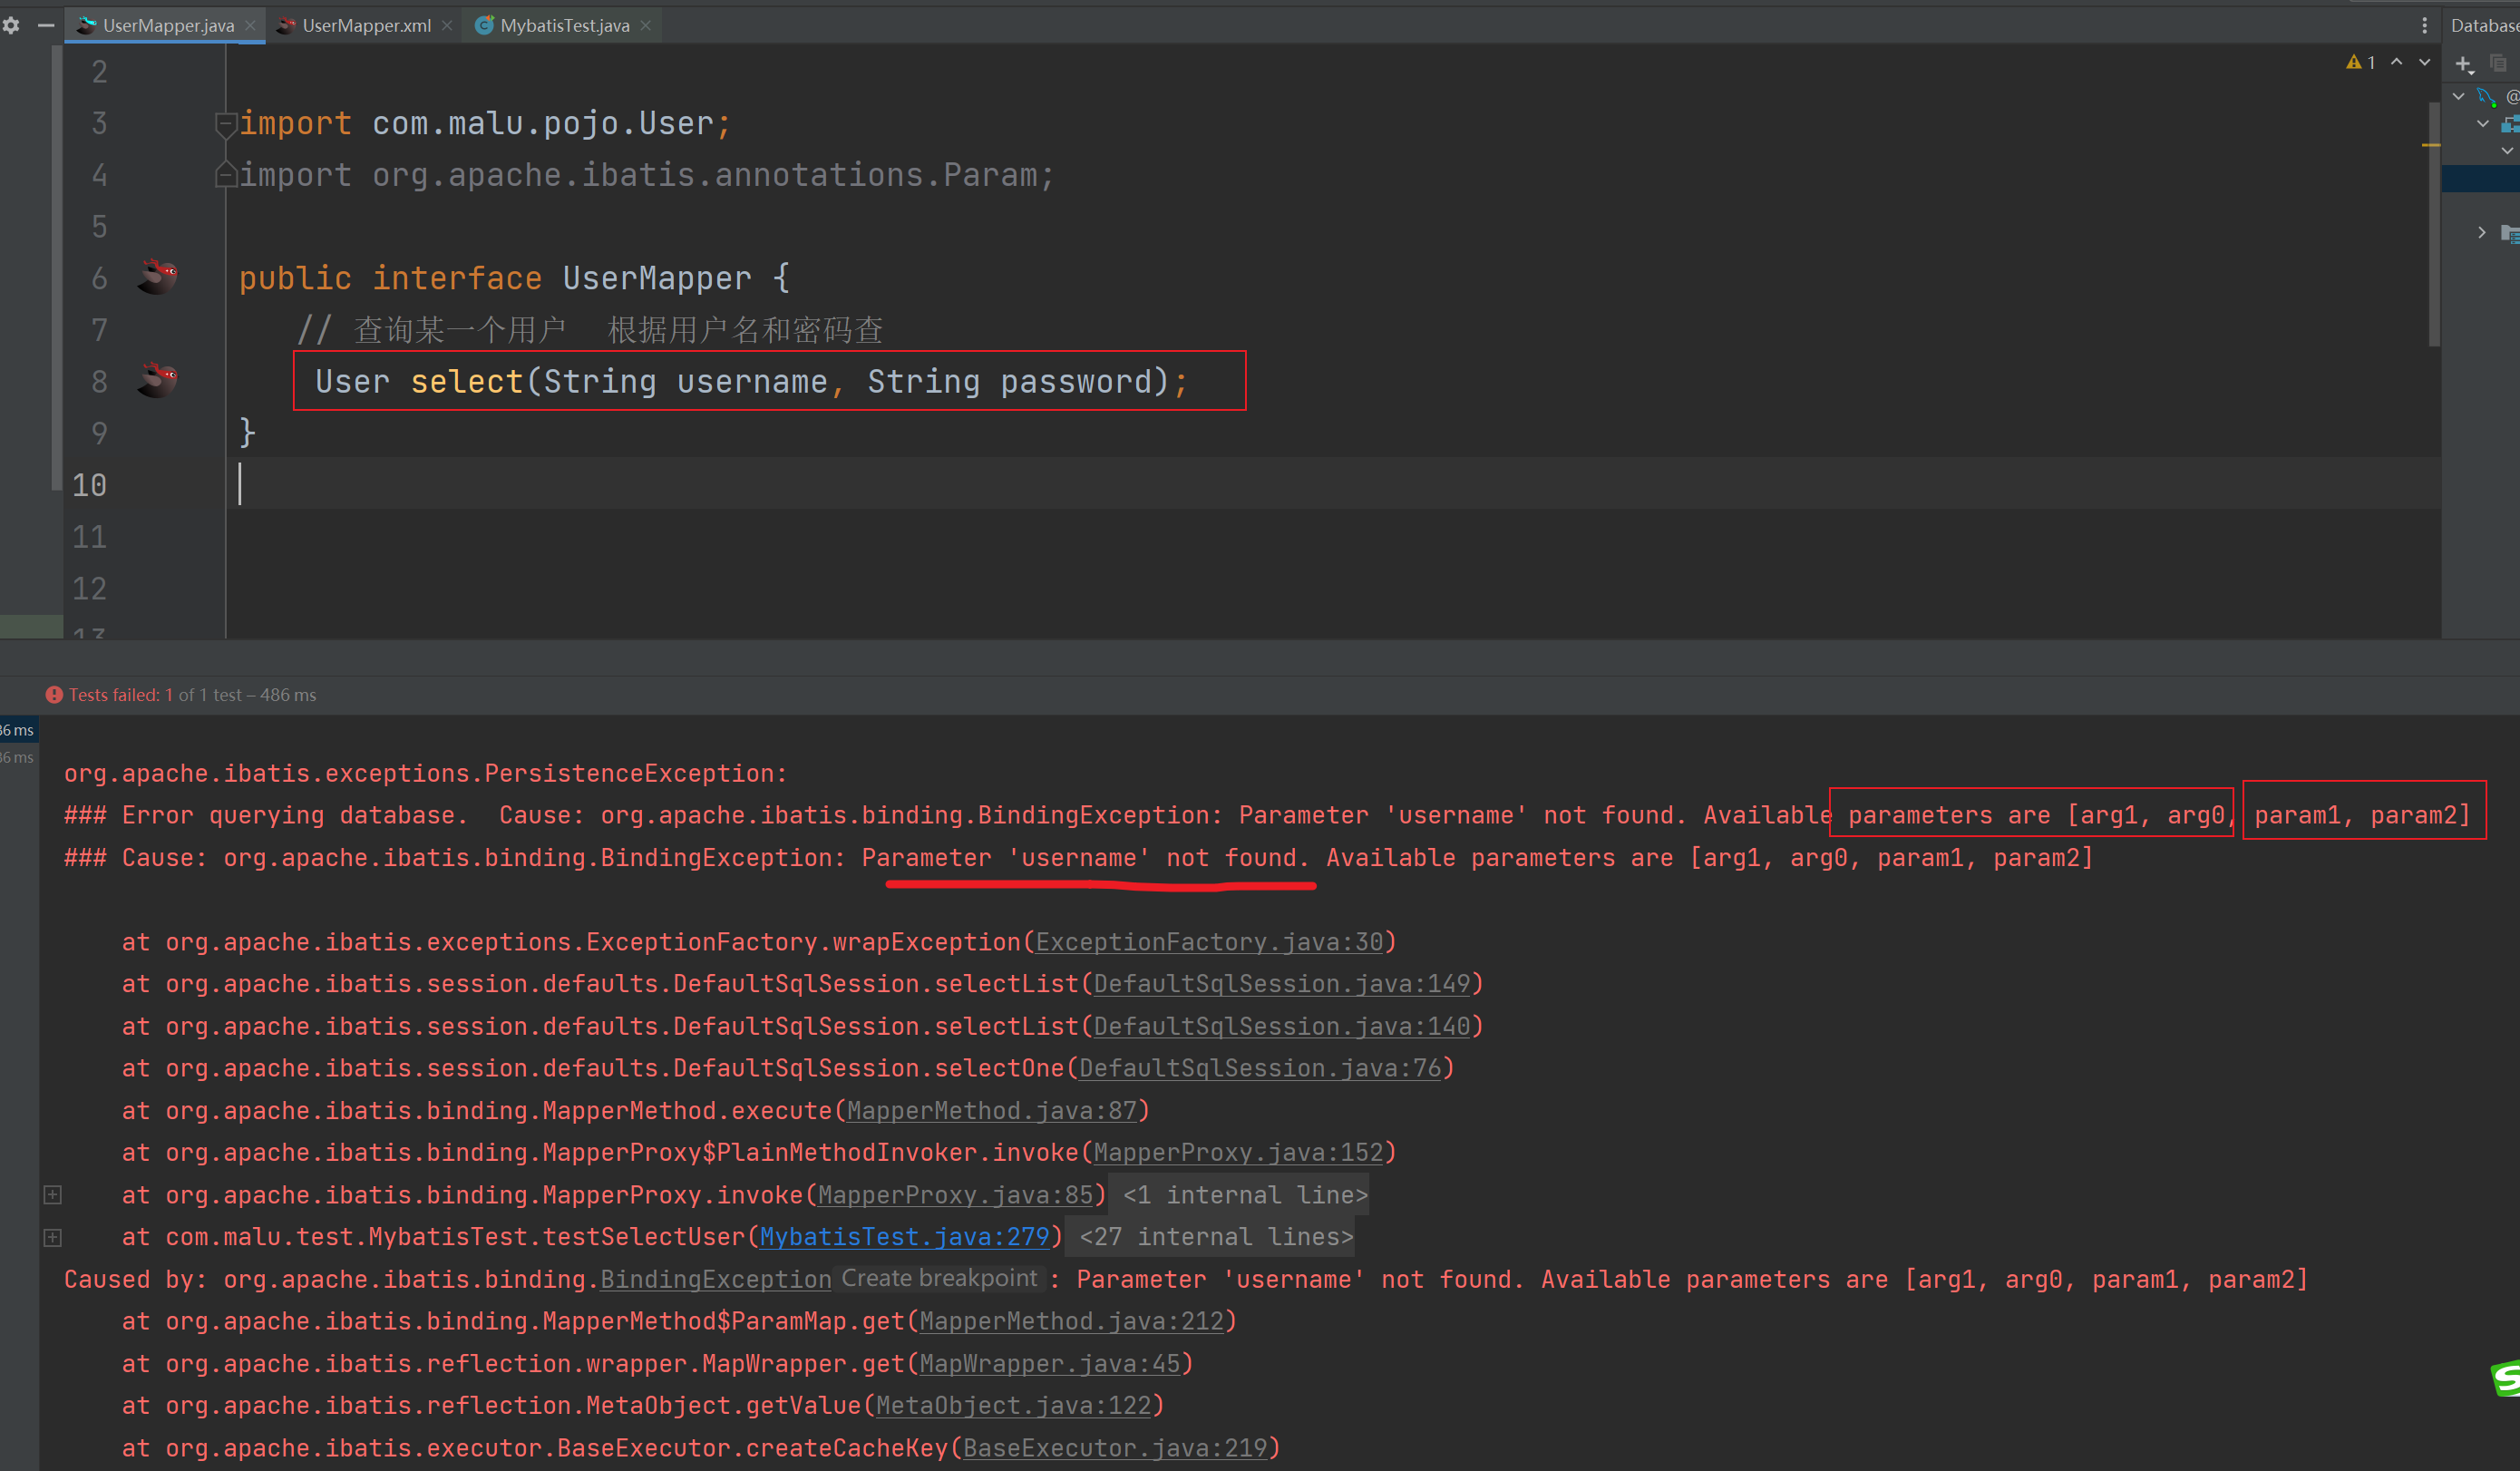 UserMapper.java UserMapper.xml MybatisTest.java Database
1
2
3 import com.malu.pojo.User;
4 import org.apache.ibatis.annotations.Param;
5
6 public interface UserMapper {
7 // 查询某一个用户 根据用户名和密码查
8 User select(String username, String password);
9 }
10
11
12
13
Tests failed: 1 of 1 test – 486 ms
36 ms
36 ms
org.apache.ibatis.exceptions.PersistenceException:
### Error querying database.  Cause: org.apache.ibatis.binding.BindingException: Parameter 'username' not found. Available parameters are [arg1, arg0, param1, param2]
### Cause: org.apache.ibatis.binding.BindingException: Parameter 'username' not found. Available parameters are [arg1, arg0, param1, param2]
at org.apache.ibatis.exceptions.ExceptionFactory.wrapException(ExceptionFactory.java:30)
at org.apache.ibatis.session.defaults.DefaultSqlSession.selectList(DefaultSqlSession.java:149)
at org.apache.ibatis.session.defaults.DefaultSqlSession.selectList(DefaultSqlSession.java:140)
at org.apache.ibatis.session.defaults.DefaultSqlSession.selectOne(DefaultSqlSession.java:76)
at org.apache.ibatis.binding.MapperMethod.execute(MapperMethod.java:87)
at org.apache.ibatis.binding.MapperProxy$PlainMethodInvoker.invoke(MapperProxy.java:152)
at org.apache.ibatis.binding.MapperProxy.invoke(MapperProxy.java:85) <1 internal line>
at com.malu.test.MybatisTest.testSelectUser(MybatisTest.java:279) <27 internal lines>
Caused by: org.apache.ibatis.binding.BindingException Create breakpoint : Parameter 'username' not found. Available parameters are [arg1, arg0, param1, param2]
at org.apache.ibatis.binding.MapperMethod$ParamMap.get(MapperMethod.java:212)
at org.apache.ibatis.reflection.wrapper.MapWrapper.get(MapWrapper.java:45)
at org.apache.ibatis.reflection.MetaObject.getValue(MetaObject.java:122)
at org.apache.ibatis.executor.BaseExecutor.createCacheKey(BaseExecutor.java:219)